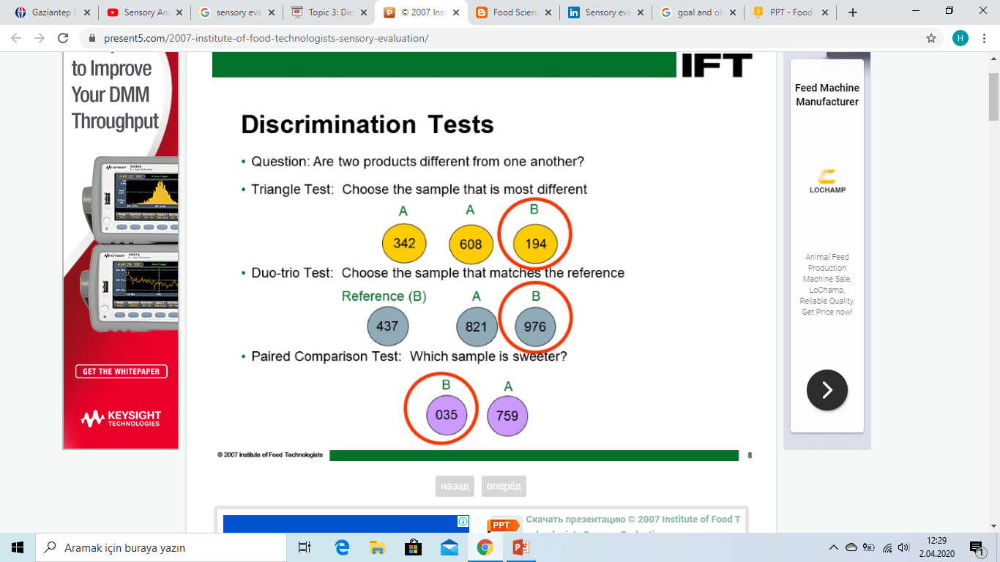 Gaziantep Ü
Sensory Ana
sensory eva
Topic 3: Die
© 2007 Inst
Food Scienc
Sensory eva
goal and ob
PPT - Food
present5.com/2007-institute-of-food-technologists-sensory-evaluation/
H
to Improve
Your DMM
Throughput
KEYSIGHT
KEYSIGHT
GET THE WHITEPAPER
KEYSIGHT
TECHNOLOGIES
IFT
Discrimination Tests
• Question: Are two products different from one another?
• Triangle Test: Choose the sample that is most different
A A B
342 608 194
• Duo-trio Test: Choose the sample that matches the reference
Reference (B) A B
437 821 976
• Paired Comparison Test: Which sample is sweeter?
B A
035 759
© 2007 Institute of Food Technologists
8
назад вперёд
PPT
Скачать презентацию © 2007 Institute of Food T
Feed Machine
Manufacturer
LOCHAMP
Animal Feed
Production
Machine Sale,
LoChamp,
Reliable Quality,
Get Price now!
Aramak için buraya yazın
12:29
2.04.2020
1